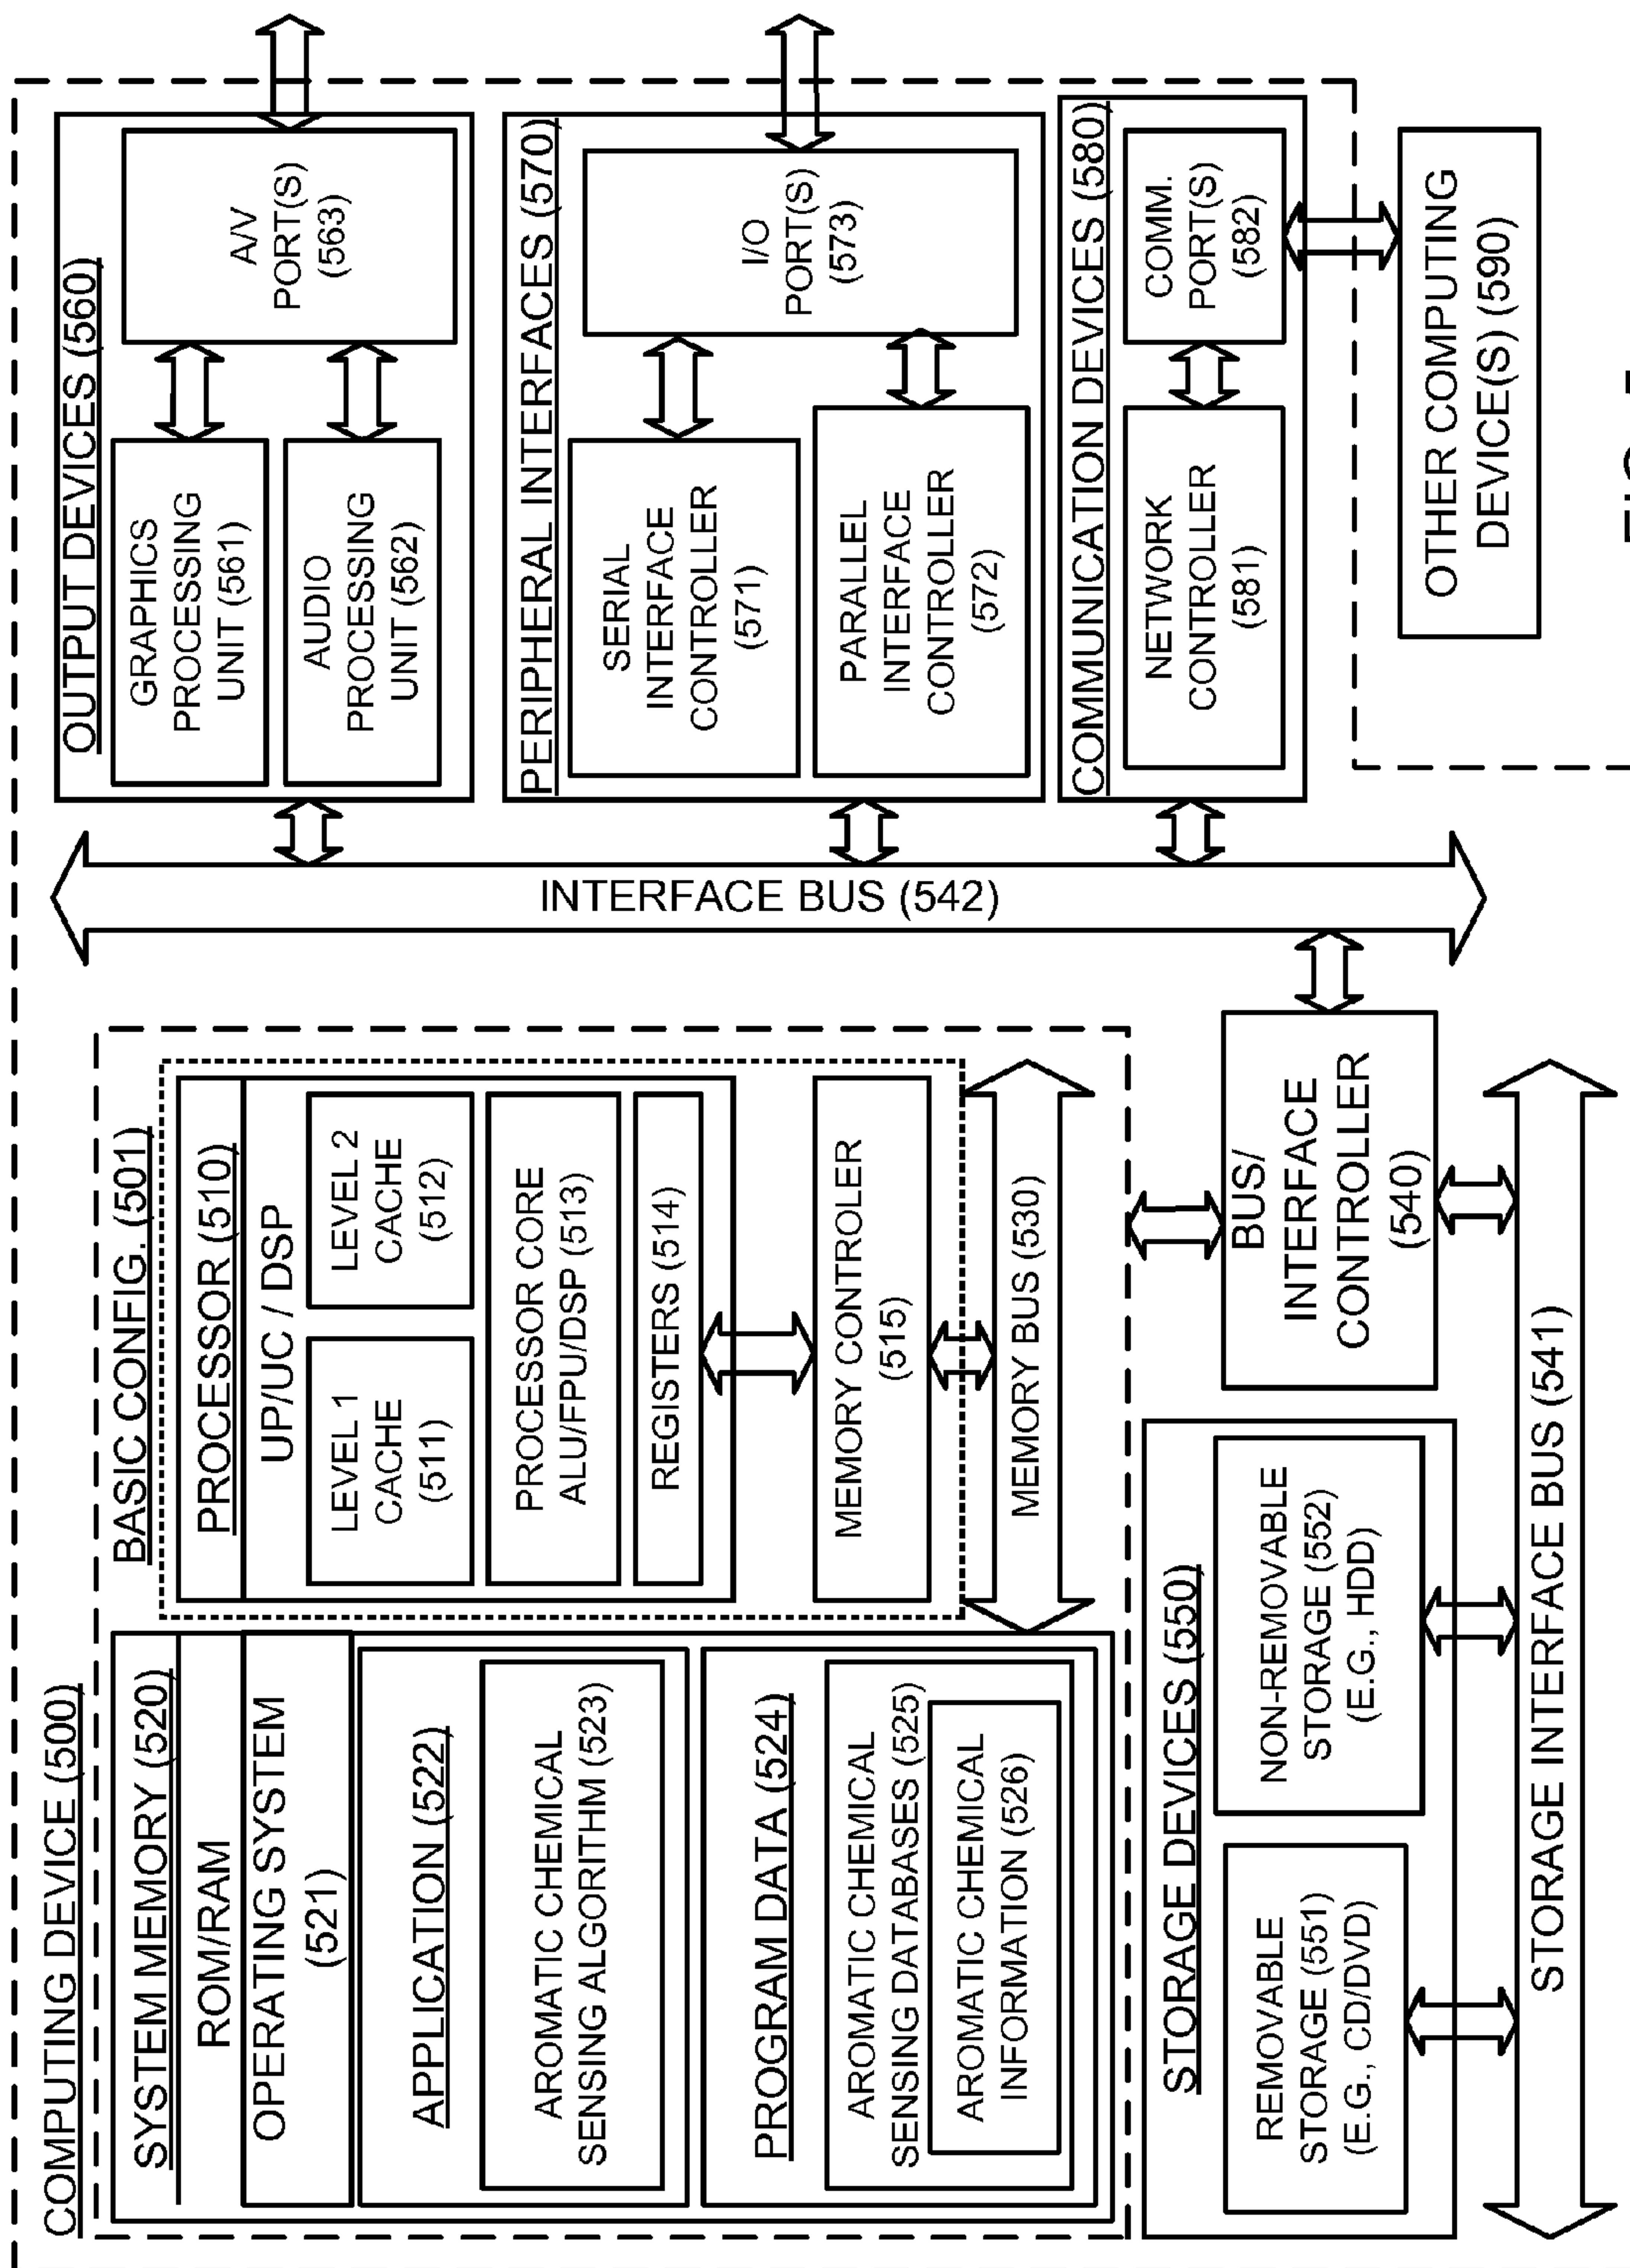 COMPUTING DEVICE (500)
BASIC CONFIG. (501)
SYSTEM MEMORY (520)
ROM/RAM
OPERATING SYSTEM
(521)
APPLICATION (522)
AROMATIC CHEMICAL
SENSING ALGORITHM (523)
PROGRAM DATA (524)
AROMATIC CHEMICAL
SENSING DATABASES (525)
AROMATIC CHEMICAL
INFORMATION (526)
PROCESSOR (510)
UP/UC / DSP
LEVEL 1
CACHE
(511)
LEVEL 2
CACHE
(512)
PROCESSOR CORE
ALU/FPU/DSP (513)
REGISTERS (514)
MEMORY CONTROLLER
(515)
MEMORY BUS (530)
STORAGE DEVICES (550)
REMOVABLE
STORAGE (551)
(E.G., CD/DVD)
NON-REMOVABLE
STORAGE (552)
(E.G., HDD)
BUS/
INTERFACE
CONTROLLER
(540)
STORAGE INTERFACE BUS (541)
INTERFACE BUS (542)
OUTPUT DEVICES (560)
GRAPHICS
PROCESSING
UNIT (561)
AUDIO
PROCESSING
UNIT (562)
A/V
PORT(S)
(563)
PERIPHERAL INTERFACES (570)
SERIAL
INTERFACE
CONTROLLER
(571)
PARALLEL
INTERFACE
CONTROLLER
(572)
I/O
PORT(S)
(573)
COMMUNICATION DEVICES (580)
NETWORK
CONTROLLER
(581)
COMM.
PORT(S)
(582)
OTHER COMPUTING
DEVICE(S) (590)